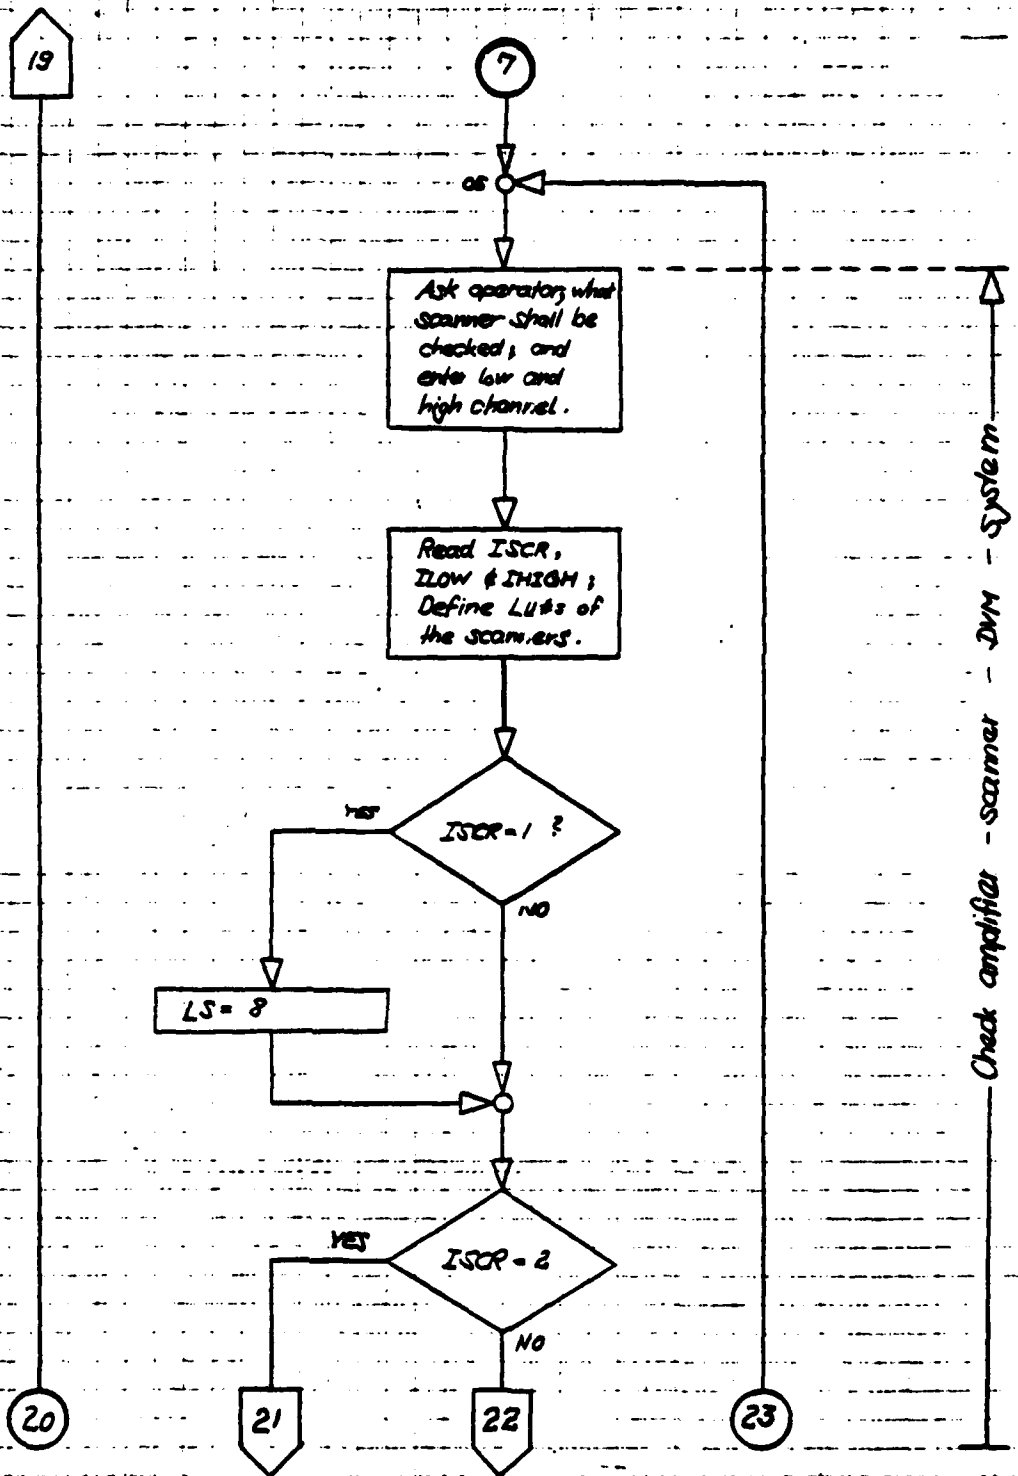 19
7
05
Ask operator, what
scanner shall be
checked, and
enter low and
high channel.
Read ISCR,
ILOW & IHIGH;
Define Lu#s of
the scanners.
ISCR=1 ?
YES
NO
LS= 8
ISCR = 2
YES
NO
20
21
22
23
Check amplifier - scanner - DVM - System